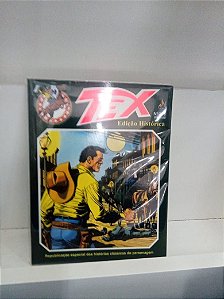 TEX
Edição Histórica
Republicação especial das histórias clássicas do personagem